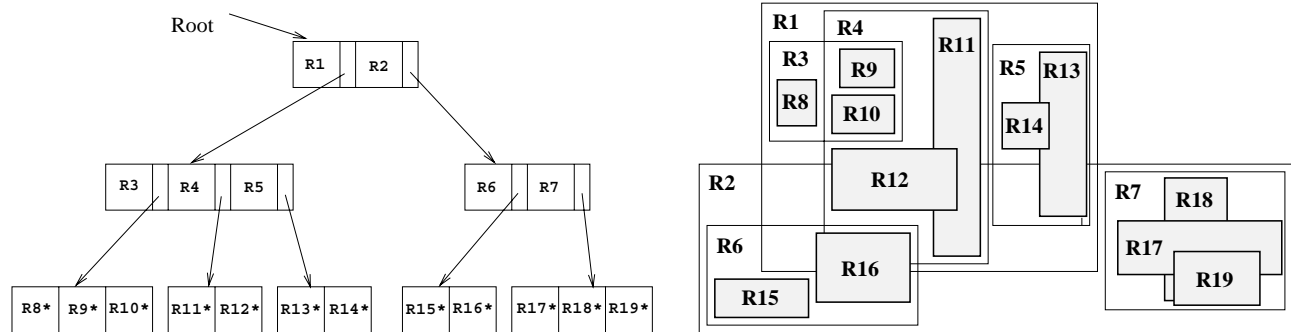 Root
R1 R2
R3 R4 R5
R6 R7
R8* R9* R10*
R11* R12*
R13* R14*
R15* R16*
R17* R18* R19*
R1
R4
R11
R3
R9
R5
R13
R8
R10
R14
R2
R12
R7
R18
R6
R17
R16
R19
R15